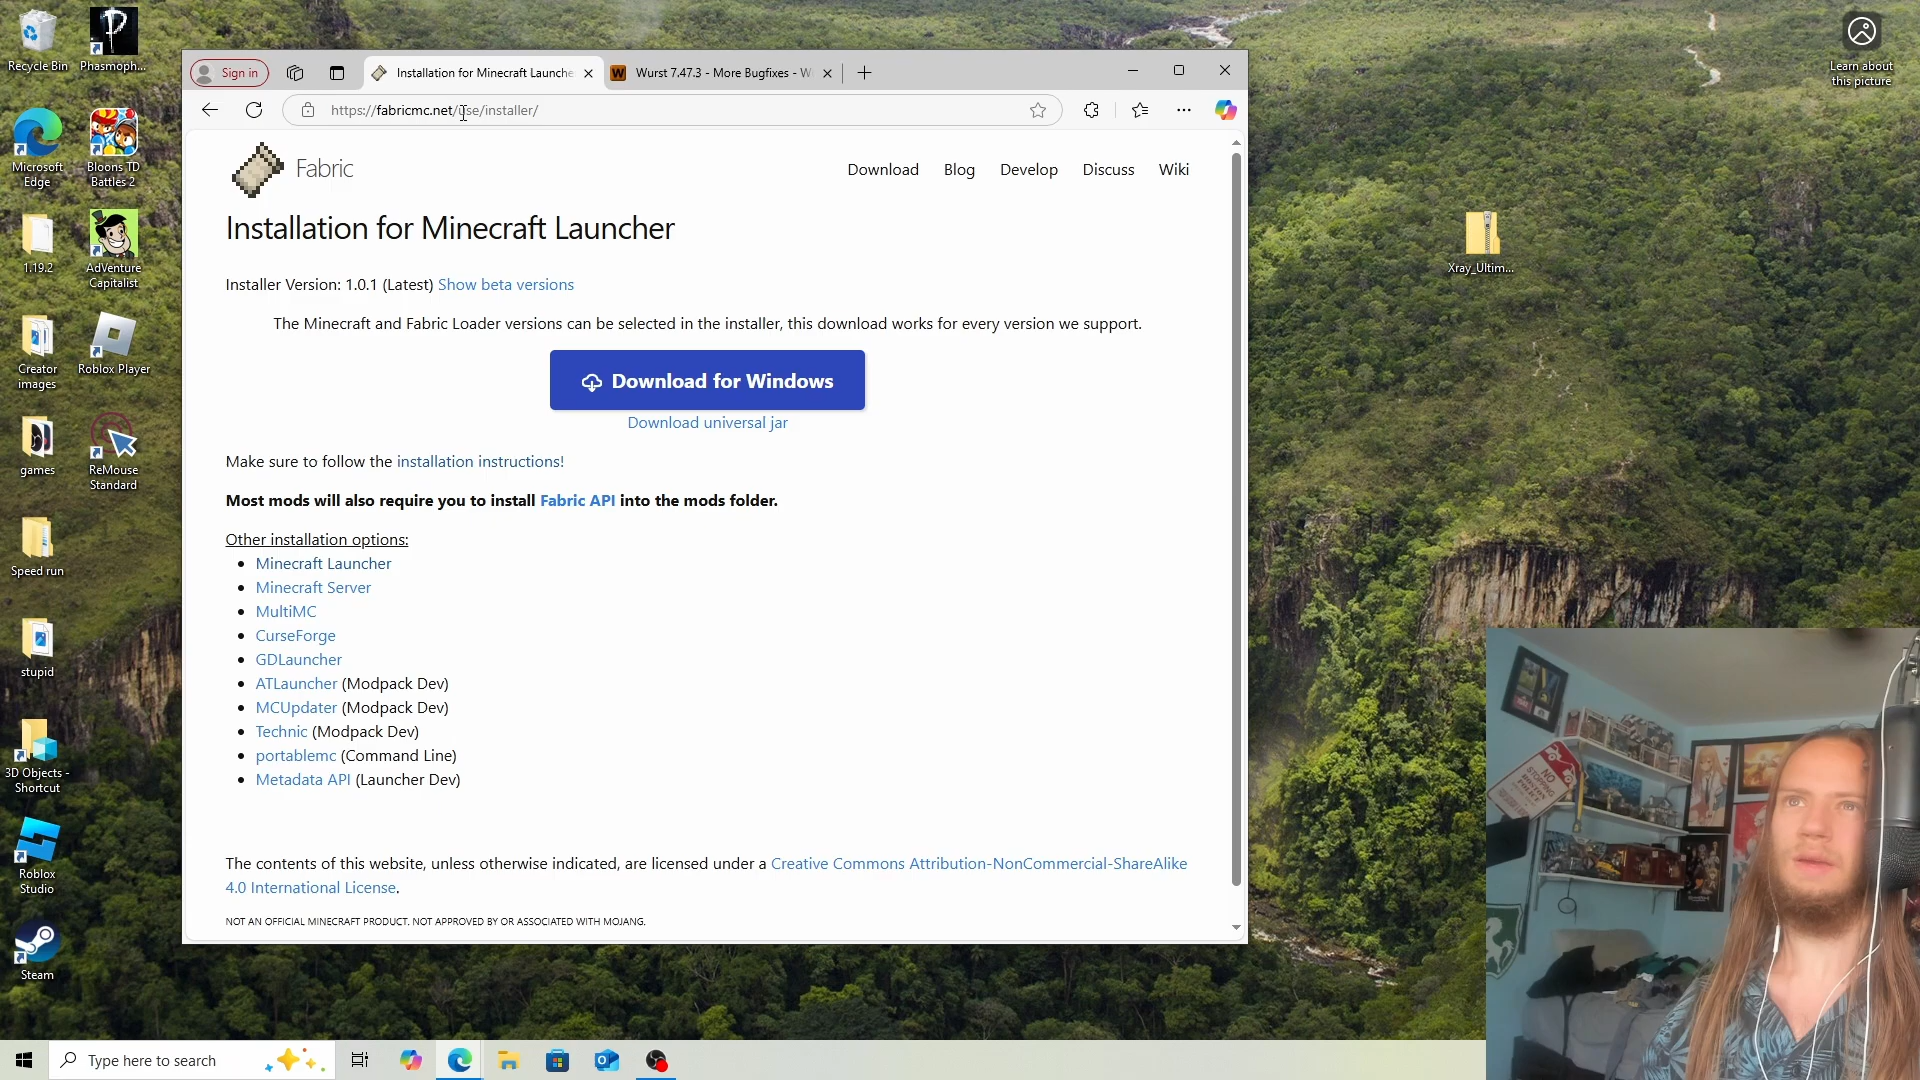 Recycle Bin
Phasmoph...
Microsoft
Edge
Bloons TD
Battles 2
1.19.2
AdVenture
Capitalist
Creator
images
Roblox Player
games
ReMouse
Standard
Speed run
stupid
3D Objects -
Shortcut
Roblox
Studio
Steam
Sign in
Installation for Minecraft Launche
Wurst 7.47.3 - More Bugfixes - W
https://fabricmc.net/use/installer/
Fabric
Download
Blog
Develop
Discuss
Wiki
Installation for Minecraft Launcher
Installer Version: 1.0.1 (Latest) Show beta versions
The Minecraft and Fabric Loader versions can be selected in the installer, this download works for every version we support.
Download for Windows
Download universal jar
Make sure to follow the installation instructions!
Most mods will also require you to install Fabric API into the mods folder.
Other installation options:
Minecraft Launcher
Minecraft Server
MultiMC
CurseForge
GDLauncher
ATLauncher (Modpack Dev)
MCUpdater (Modpack Dev)
Technic (Modpack Dev)
portablemc (Command Line)
Metadata API (Launcher Dev)
The contents of this website, unless otherwise indicated, are licensed under a Creative Commons Attribution-NonCommercial-ShareAlike
4.0 International License.
NOT AN OFFICIAL MINECRAFT PRODUCT. NOT APPROVED BY OR ASSOCIATED WITH MOJANG.
Xray_Ultim...
Learn about
this picture
NO
STOPPING
Type here to search